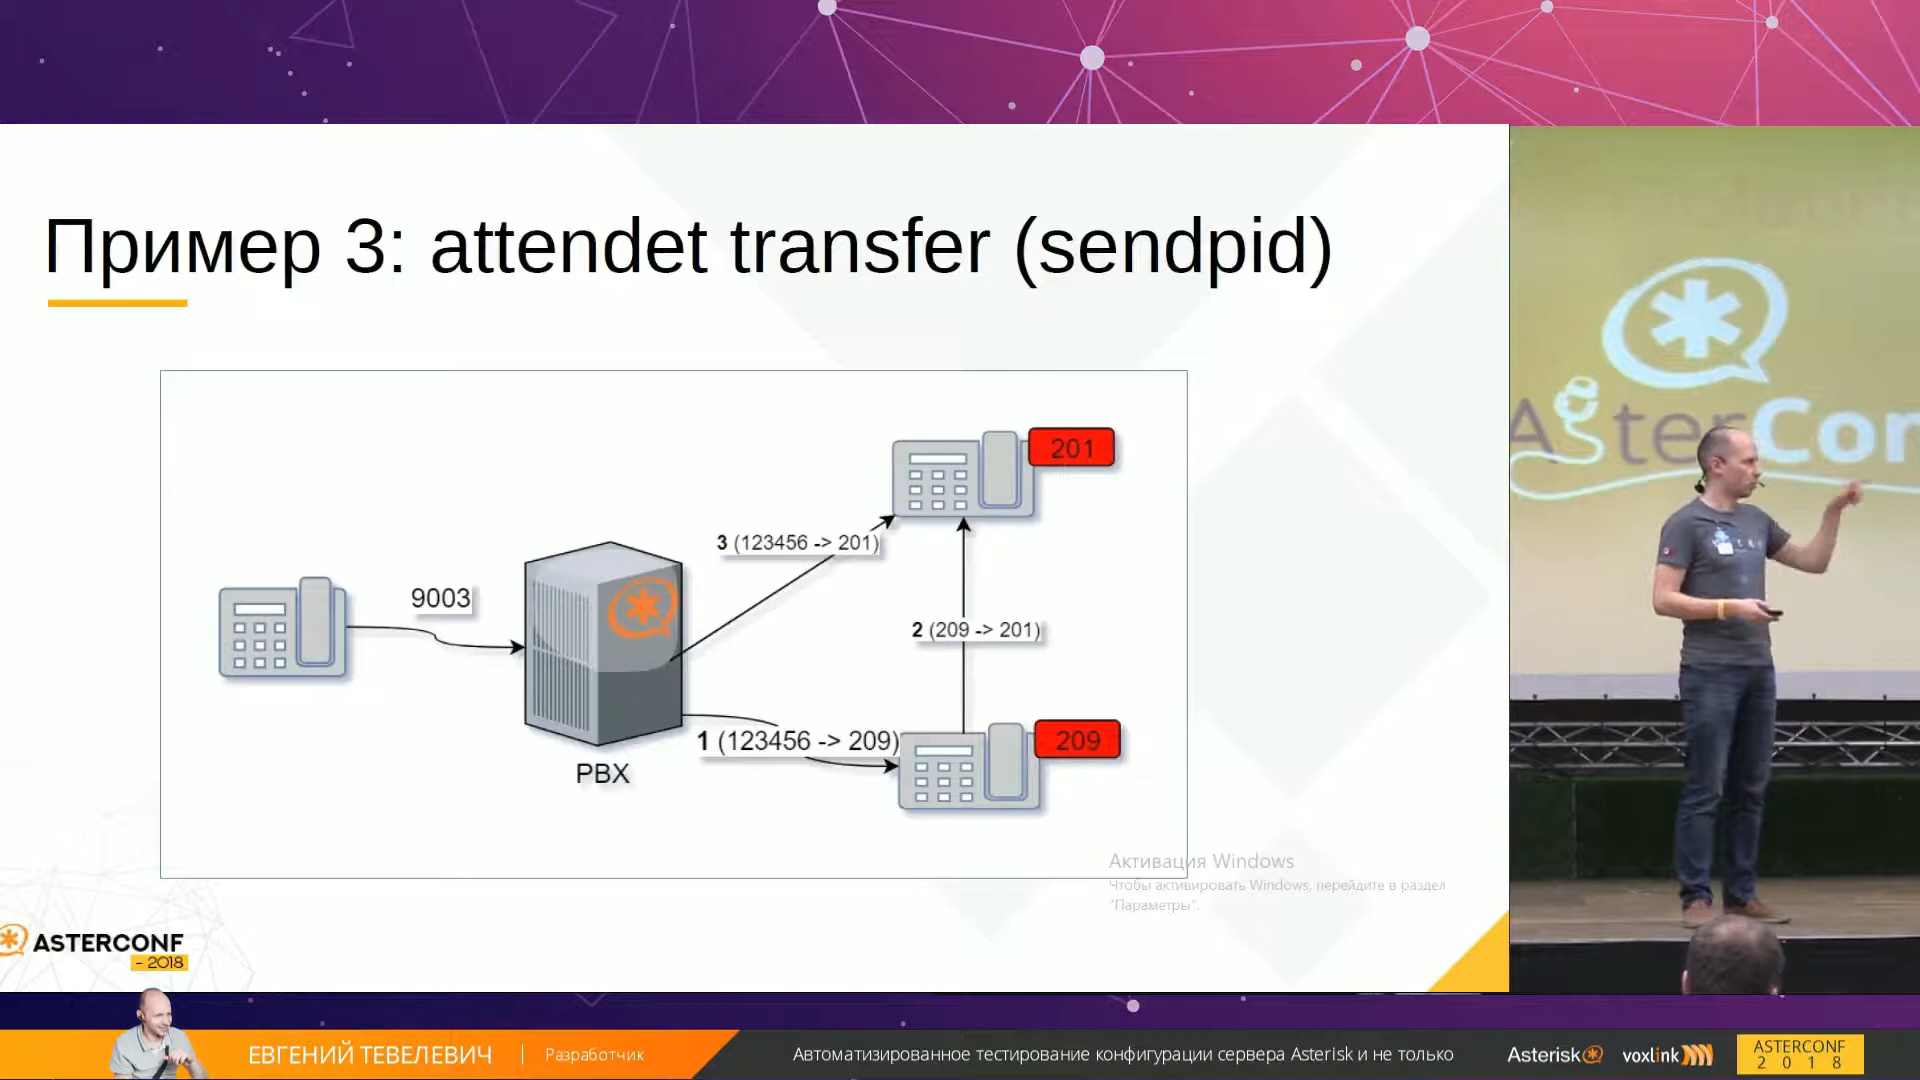 Пример 3: attendet transfer (sendpid)
201
3 (123456 -> 201)
9003
2 (209 -> 201)
1 (123456 -> 209)
209
PBX
Активация Windows
Чтобы активировать Windows, перейдите в раздел
"Параметры".
ASTERCONF
- 2018
AsterCon
ЕВГЕНИЙ ТЕВЕЛЕВИЧ
Разработчик
Автоматизированное тестирование конфигурации сервера Asterisk и не только
Asterisk
voxlink
ASTERCONF
2 0 1 8